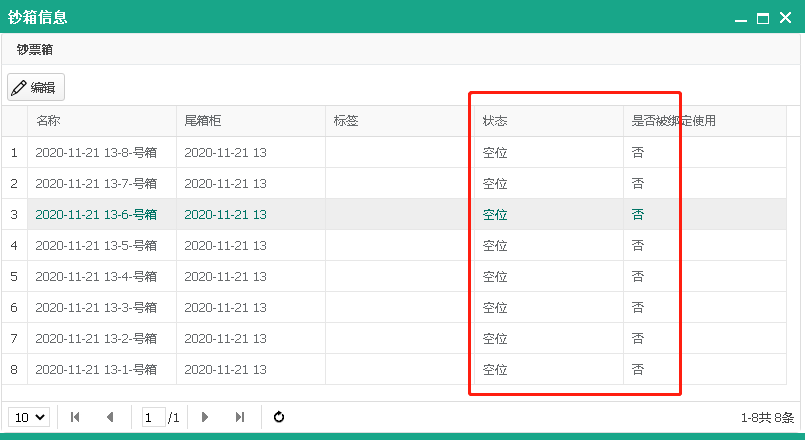 钞箱信息
钞票箱
编辑
名称 尾箱柜 标签 状态 是否被绑定使用
1 2020-11-21 13-8-号箱 2020-11-21 13 空位 否
2 2020-11-21 13-7-号箱 2020-11-21 13 空位 否
3 2020-11-21 13-6-号箱 2020-11-21 13 空位 否
4 2020-11-21 13-5-号箱 2020-11-21 13 空位 否
5 2020-11-21 13-4-号箱 2020-11-21 13 空位 否
6 2020-11-21 13-3-号箱 2020-11-21 13 空位 否
7 2020-11-21 13-2-号箱 2020-11-21 13 空位 否
8 2020-11-21 13-1-号箱 2020-11-21 13 空位 否
10 1 /1 1-8共 8条